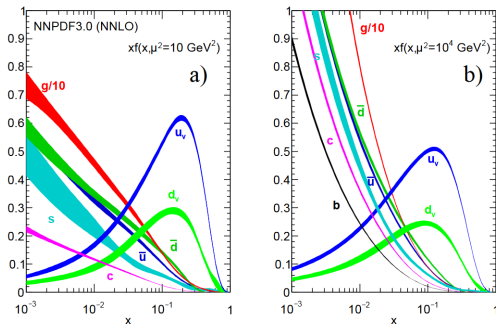 NNPDF3.0 (NNLO)
xf(x,μ²=10 GeV²)
a)
g/10
u_v
d_v
s
c
ū
d̄
1
0.9
0.8
0.7
0.6
0.5
0.4
0.3
0.2
0.1
0
10⁻³
10⁻²
10⁻¹
1
x
xf(x,μ²=10⁴ GeV²)
b)
g/10
s
d̄
c
ū
u_v
b
d_v
1
0.9
0.8
0.7
0.6
0.5
0.4
0.3
0.2
0.1
0
10⁻³
10⁻²
10⁻¹
1
x